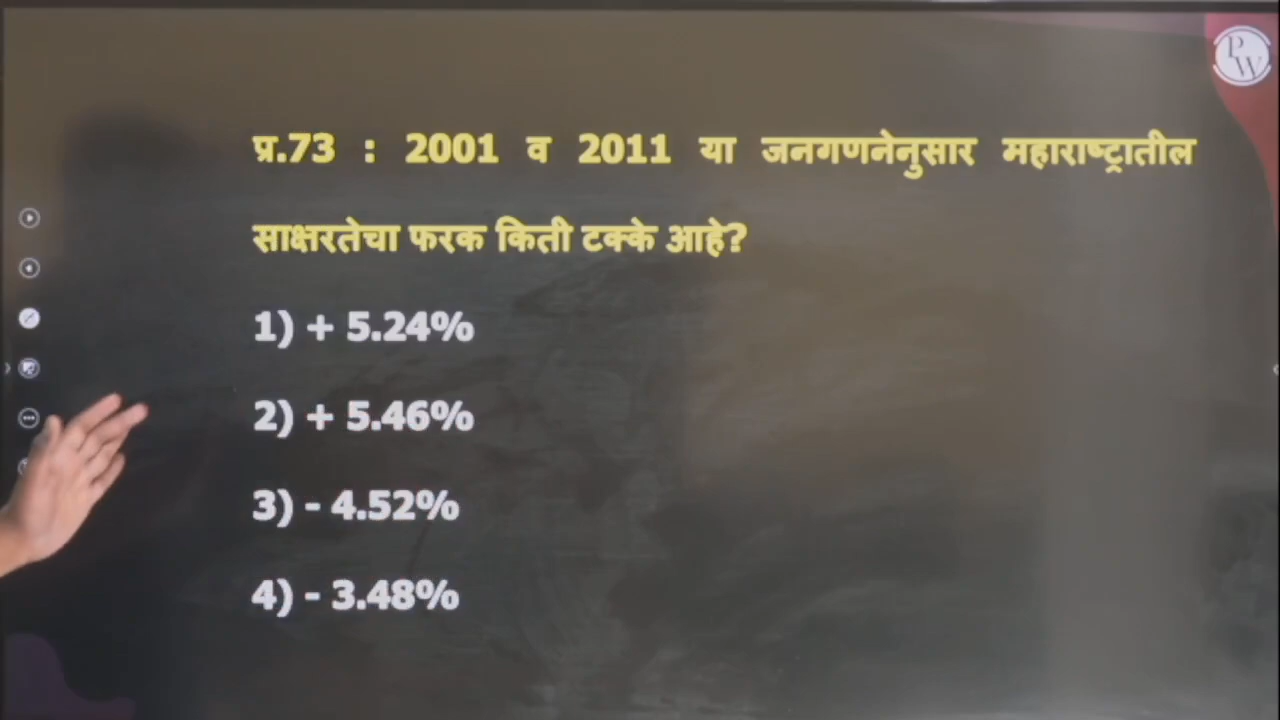 PW
प्र.73 : 2001 व 2011 या जनगणनेनुसार महाराष्ट्रातील
साक्षरतेचा फरक किती टक्के आहे?
1) + 5.24%
2) + 5.46%
3) - 4.52%
4) - 3.48%